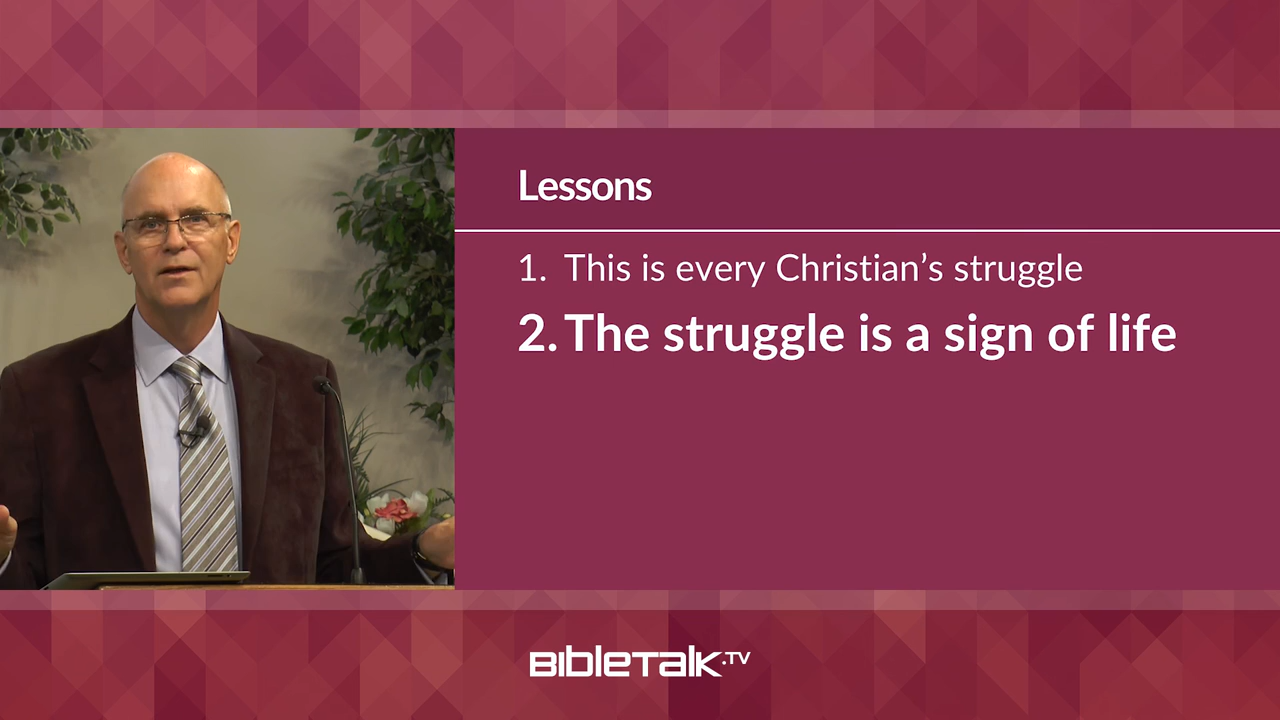 Lessons
1. This is every Christian’s struggle
2. The struggle is a sign of life
BIBLETALK.TV